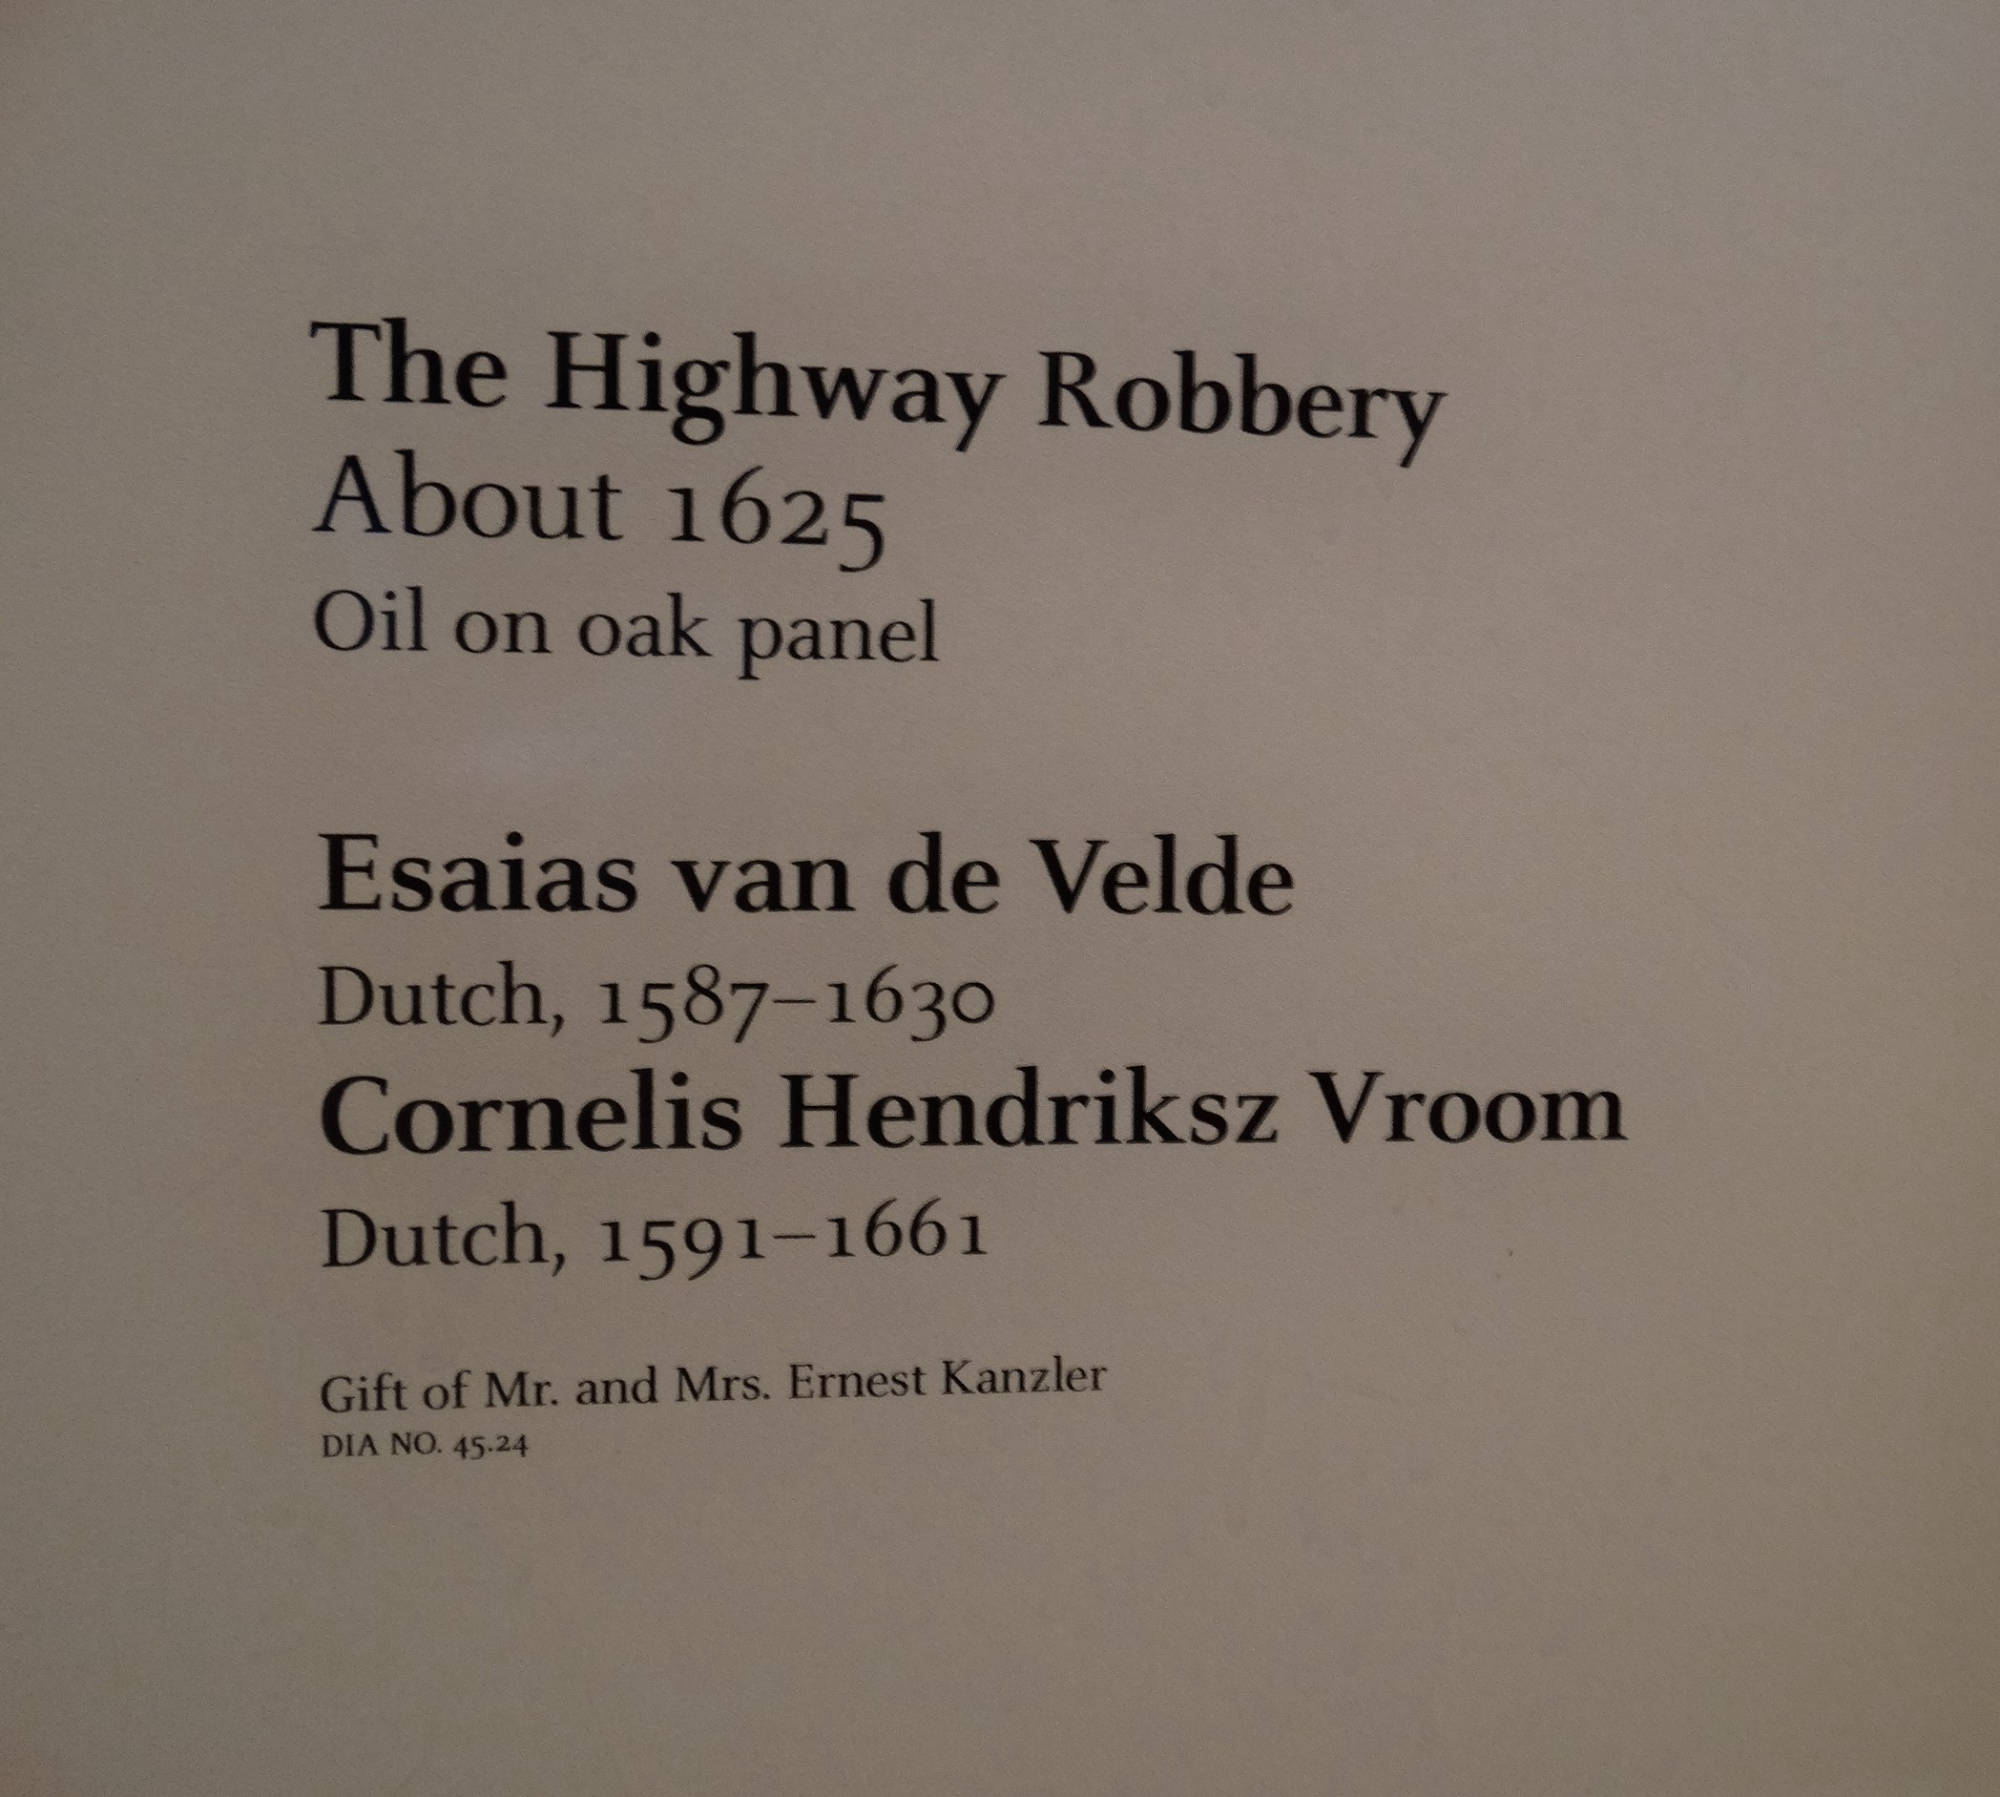 The Highway Robbery
About 1625
Oil on oak panel
Esaias van de Velde
Dutch, 1587–1630
Cornelis Hendriksz Vroom
Dutch, 1591–1661
Gift of Mr. and Mrs. Ernest Kanzler
DIA NO. 45.24